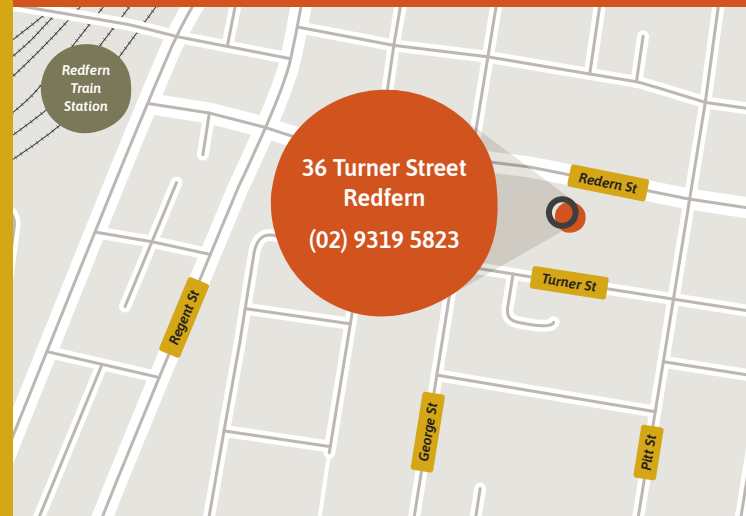 Redfern
Train
Station
36 Turner Street
Redfern
(02) 9319 5823
Redern St
Turner St
Regent St
George St
Pitt St